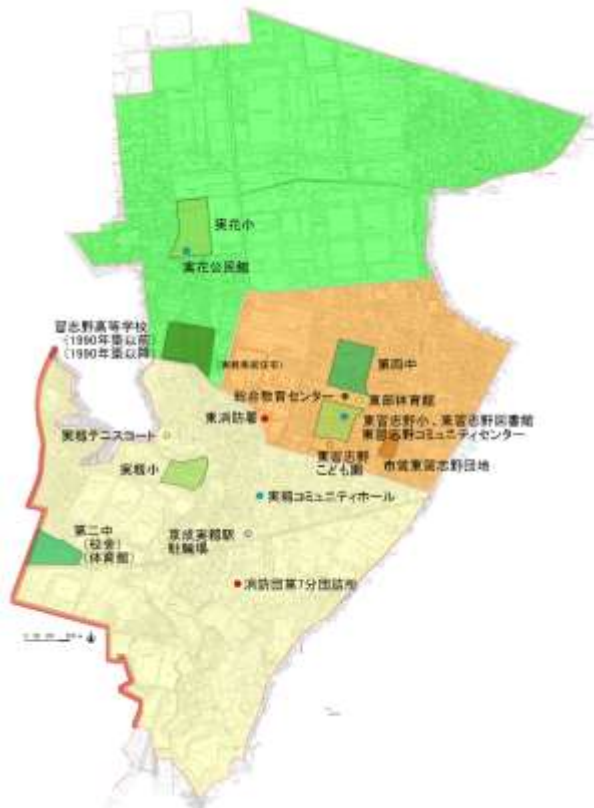 実花小
実花公民館
習志野高等学校
(1990年築以前)
(1990年築以降)
第四中
総合教育センター
東部体育館
東消防署
東習志野小、東習志野図書館
東習志野コミュニティセンター
実籾テニスコート
東習志野
こども園
市営東習志野団地
実籾小
実籾コミュニティホール
第二中
(校舎)
(体育館)
京成実籾駅
駐輪場
消防団第7分団詰所